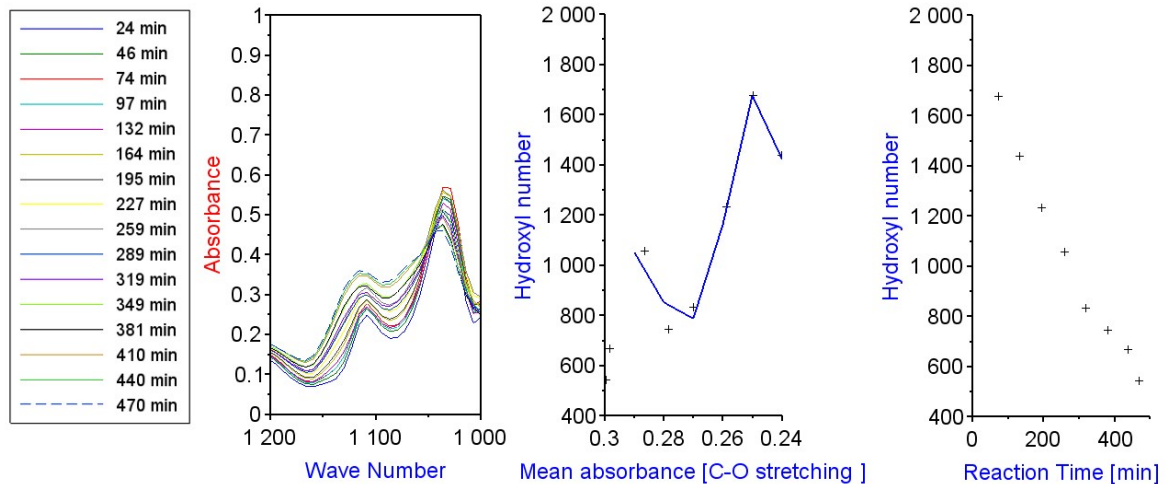 24 min
46 min
74 min
97 min
132 min
164 min
195 min
227 min
259 min
289 min
319 min
349 min
381 min
410 min
440 min
470 min
Absorbance
1
0.9
0.8
0.7
0.6
0.5
0.4
0.3
0.2
0.1
0
1 200 1 100 1 000
Wave Number
Hydroxyl number
2 000
1 800
1 600
1 400
1 200
1 000
800
600
400
0.3 0.28 0.26 0.24
Mean absorbance [C-O stretching ]
Hydroxyl number
2 000
1 800
1 600
1 400
1 200
1 000
800
600
400
0 200 400
Reaction Time [min]